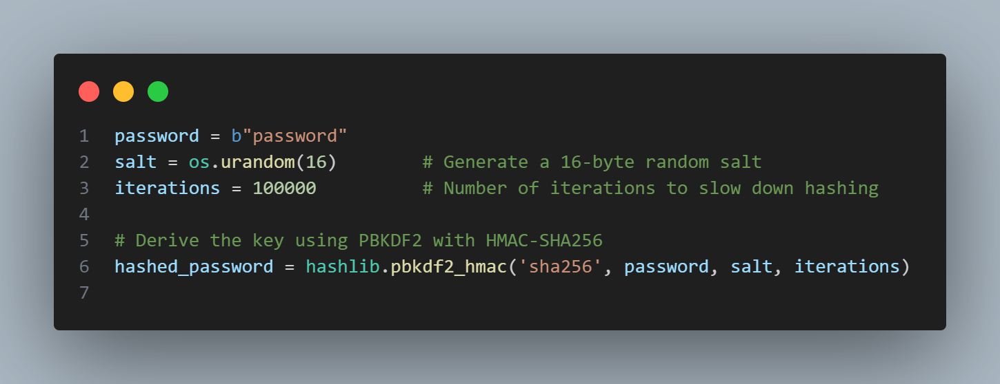 1 password = b"password"
2 salt = os.urandom(16)        # Generate a 16-byte random salt
3 iterations = 100000          # Number of iterations to slow down hashing
4
5 # Derive the key using PBKDF2 with HMAC-SHA256
6 hashed_password = hashlib.pbkdf2_hmac('sha256', password, salt, iterations)
7